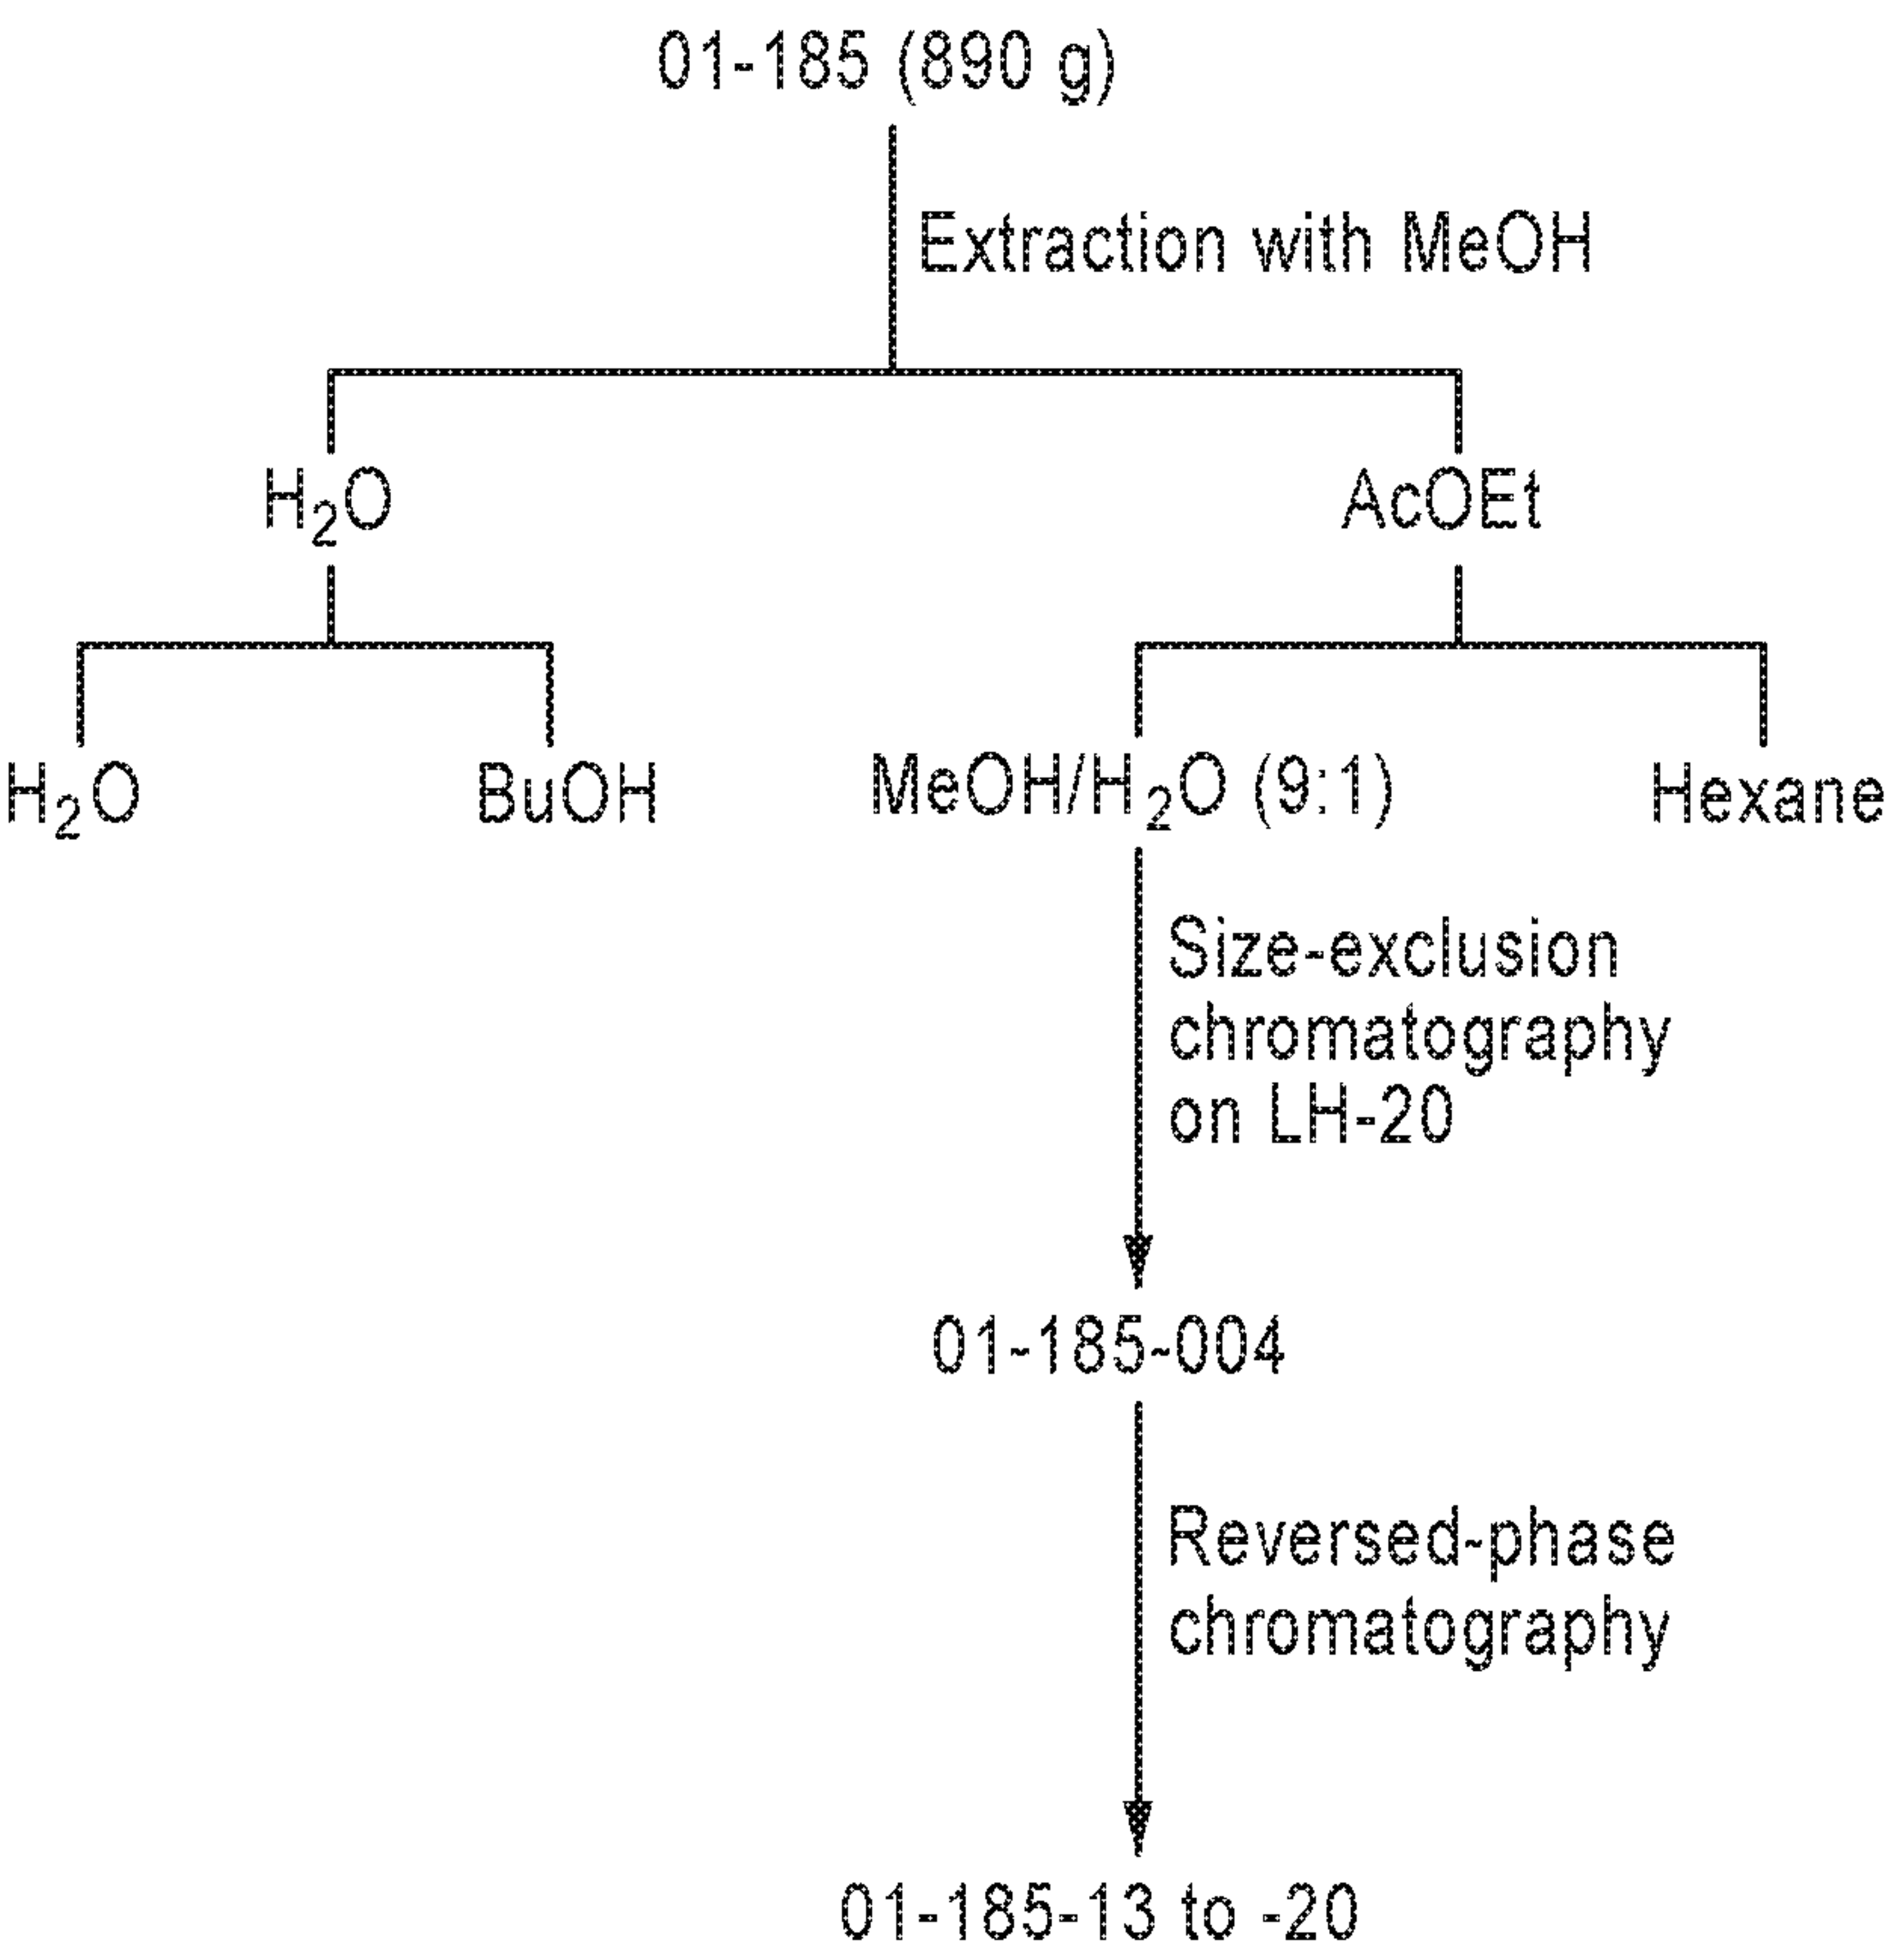 01-185 (890 g)
Extraction with MeOH
H₂O
AcOEt
H₂O
BuOH
MeOH/H₂O (9:1)
Hexane
Size-exclusion
chromatography
on LH-20
01-185-004
Reversed-phase
chromatography
01-185-13 to -20